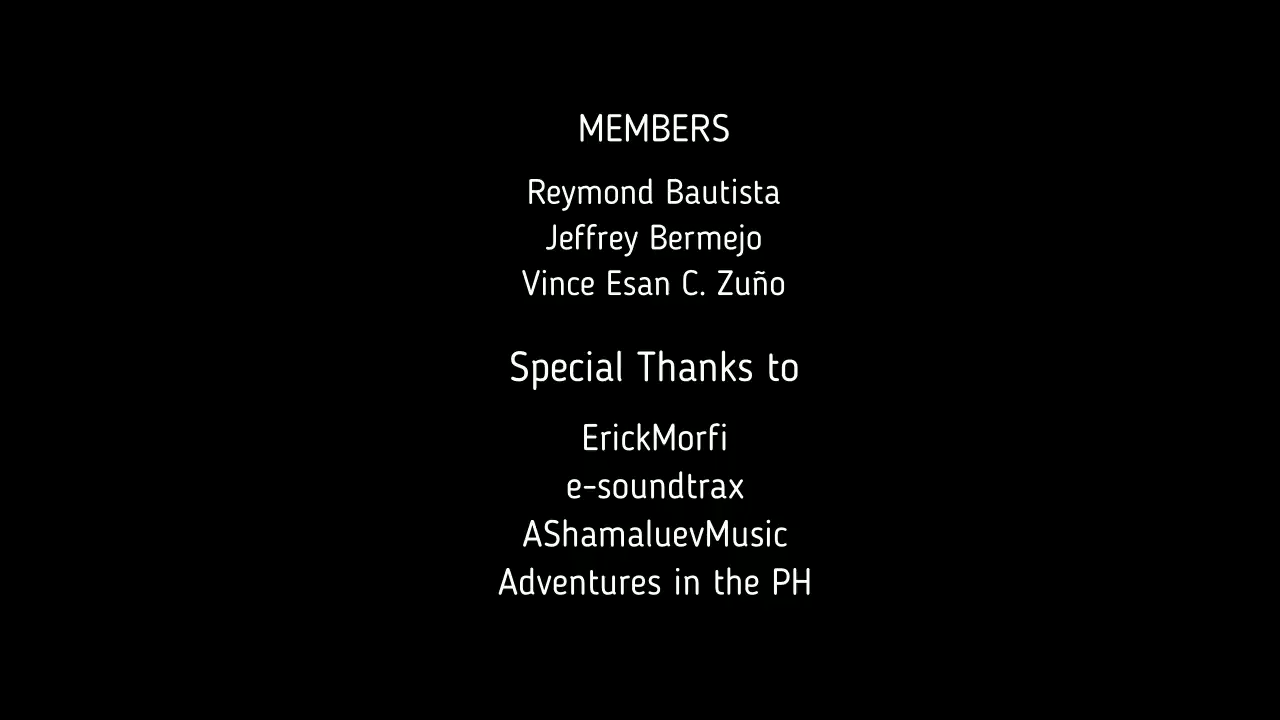 MEMBERS
Reymond Bautista
Jeffrey Bermejo
Vince Esan C. Zuño
Special Thanks to
ErickMorfi
e-soundtrax
AShamaluevMusic
Adventures in the PH